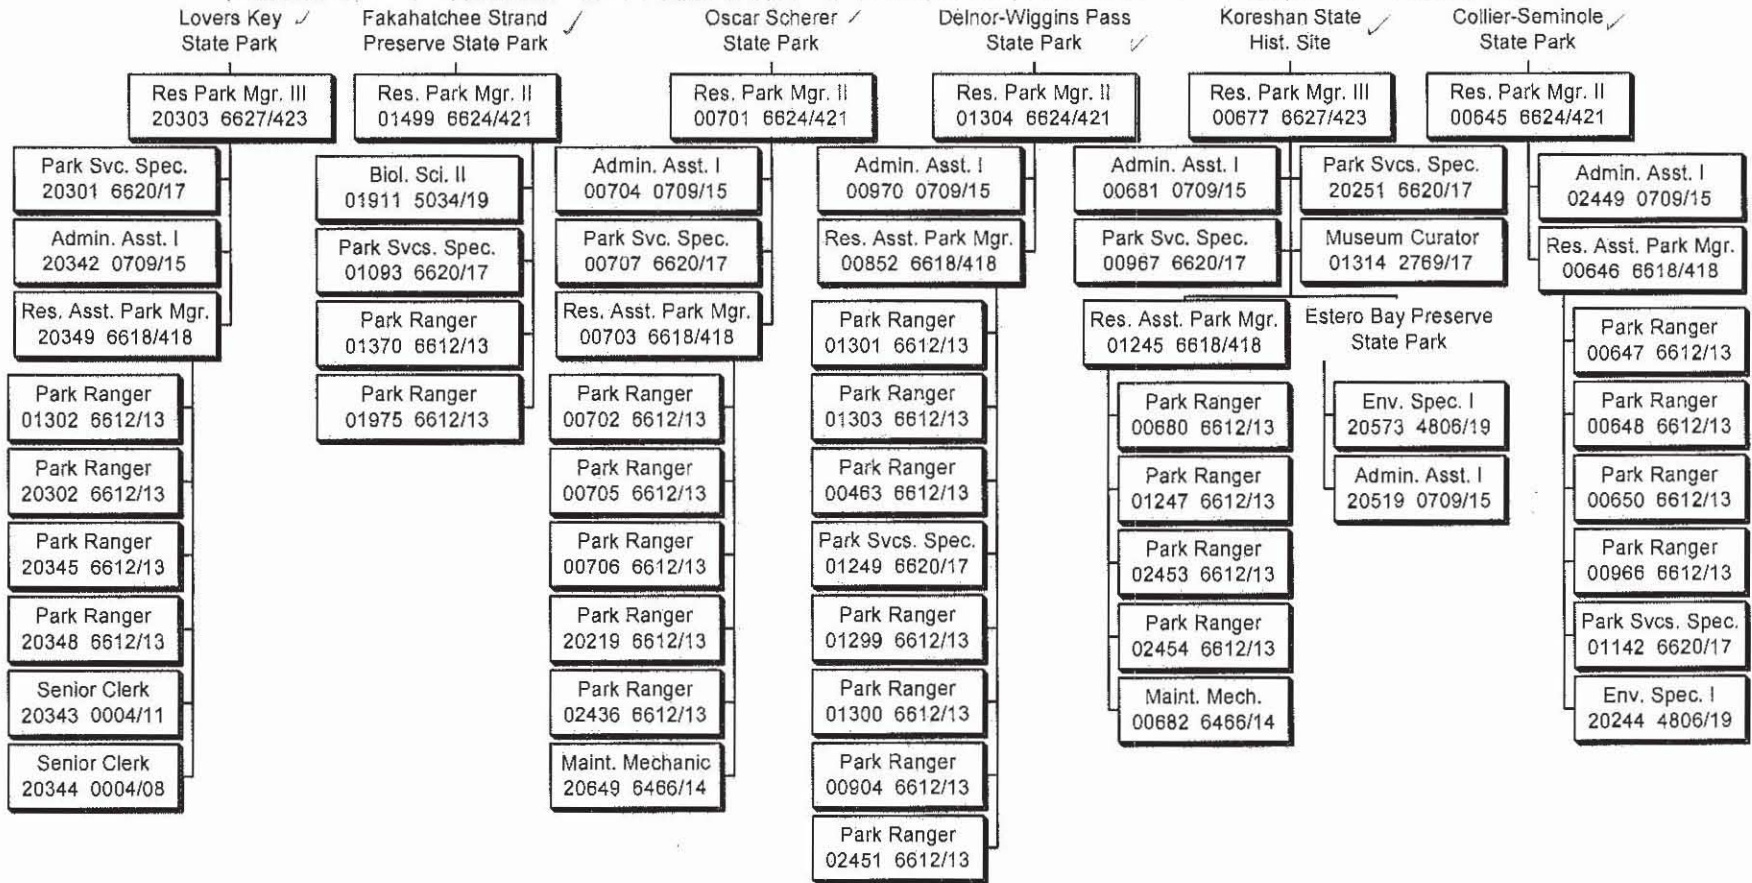 Lovers Key
State Park
Res Park Mgr. III
20303 6627/423
Park Svc. Spec.
20301 6620/17
Admin. Asst. I
20342 0709/15
Res. Asst. Park Mgr.
20349 6618/418
Park Ranger
01302 6612/13
Park Ranger
20302 6612/13
Park Ranger
20345 6612/13
Park Ranger
20348 6612/13
Senior Clerk
20343 0004/11
Senior Clerk
20344 0004/08
Fakahatchee Strand
Preserve State Park
Res. Park Mgr. II
01499 6624/421
Biol. Sci. II
01911 5034/19
Park Svcs. Spec.
01093 6620/17
Park Ranger
01370 6612/13
Park Ranger
01975 6612/13
Oscar Scherer
State Park
Res. Park Mgr. II
00701 6624/421
Admin. Asst. I
00704 0709/15
Park Svc. Spec.
00707 6620/17
Res. Asst. Park Mgr.
00703 6618/418
Park Ranger
00702 6612/13
Park Ranger
00705 6612/13
Park Ranger
00706 6612/13
Park Ranger
20219 6612/13
Park Ranger
02436 6612/13
Maint. Mechanic
20649 6466/14
Delnor-Wiggins Pass
State Park
Res. Park Mgr. II
01304 6624/421
Admin. Asst. I
00970 0709/15
Res. Asst. Park Mgr.
00852 6618/418
Park Ranger
01301 6612/13
Park Ranger
01303 6612/13
Park Ranger
00463 6612/13
Park Svcs. Spec.
01249 6620/17
Park Ranger
01299 6612/13
Park Ranger
01300 6612/13
Park Ranger
00904 6612/13
Park Ranger
02451 6612/13
Koreshan State
Hist. Site
Res. Park Mgr. III
00677 6627/423
Admin. Asst. I
00681 0709/15
Park Svc. Spec.
00967 6620/17
Park Svcs. Spec.
20251 6620/17
Museum Curator
01314 2769/17
Res. Asst. Park Mgr.
01245 6618/418
Park Ranger
00680 6612/13
Park Ranger
01247 6612/13
Park Ranger
02453 6612/13
Park Ranger
02454 6612/13
Maint. Mech.
00682 6466/14
Estero Bay Preserve
State Park
Env. Spec. I
20573 4806/19
Admin. Asst. I
20519 0709/15
Collier-Seminole
State Park
Res. Park Mgr. II
00645 6624/421
Admin. Asst. I
02449 0709/15
Res. Asst. Park Mgr.
00646 6618/418
Park Ranger
00647 6612/13
Park Ranger
00648 6612/13
Park Ranger
00650 6612/13
Park Ranger
00966 6612/13
Park Svcs. Spec.
01142 6620/17
Env. Spec. I
20244 4806/19